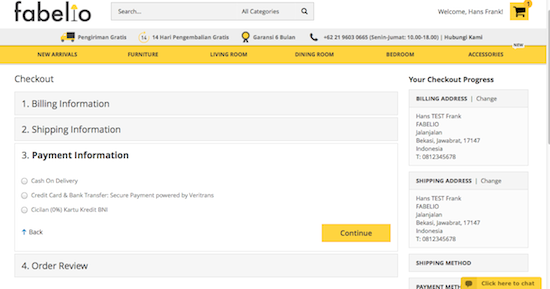 fabelio
Search...
All Categories
Welcome, Hans Frank!
1
Pengiriman Gratis
14
14 Hari Pengembalian Gratis
Garansi 6 Bulan
+62 21 9603 0665 (Senin-Jumat: 10.00-18.00) | Hubungi Kami
NEW ARRIVALS
FURNITURE
LIVING ROOM
DINING ROOM
BEDROOM
ACCESSORIES
NEW
Checkout
1. Billing Information
2. Shipping Information
3. Payment Information
Cash On Delivery
Credit Card & Bank Transfer: Secure Payment powered by Veritrans
Cicilan (0%) Kartu Kredit BNI
Back
Continue
4. Order Review
Your Checkout Progress
BILLING ADDRESS | Change
Hans TEST Frank
FABELIO
Jalanjalan
Bekasi, Jawabrat, 17147
Indonesia
T: 0812345678
SHIPPING ADDRESS | Change
Hans TEST Frank
FABELIO
Jalanjalan
Bekasi, Jawabrat, 17147
Indonesia
T: 0812345678
SHIPPING METHOD
PAYMENT METHOD
Click here to chat